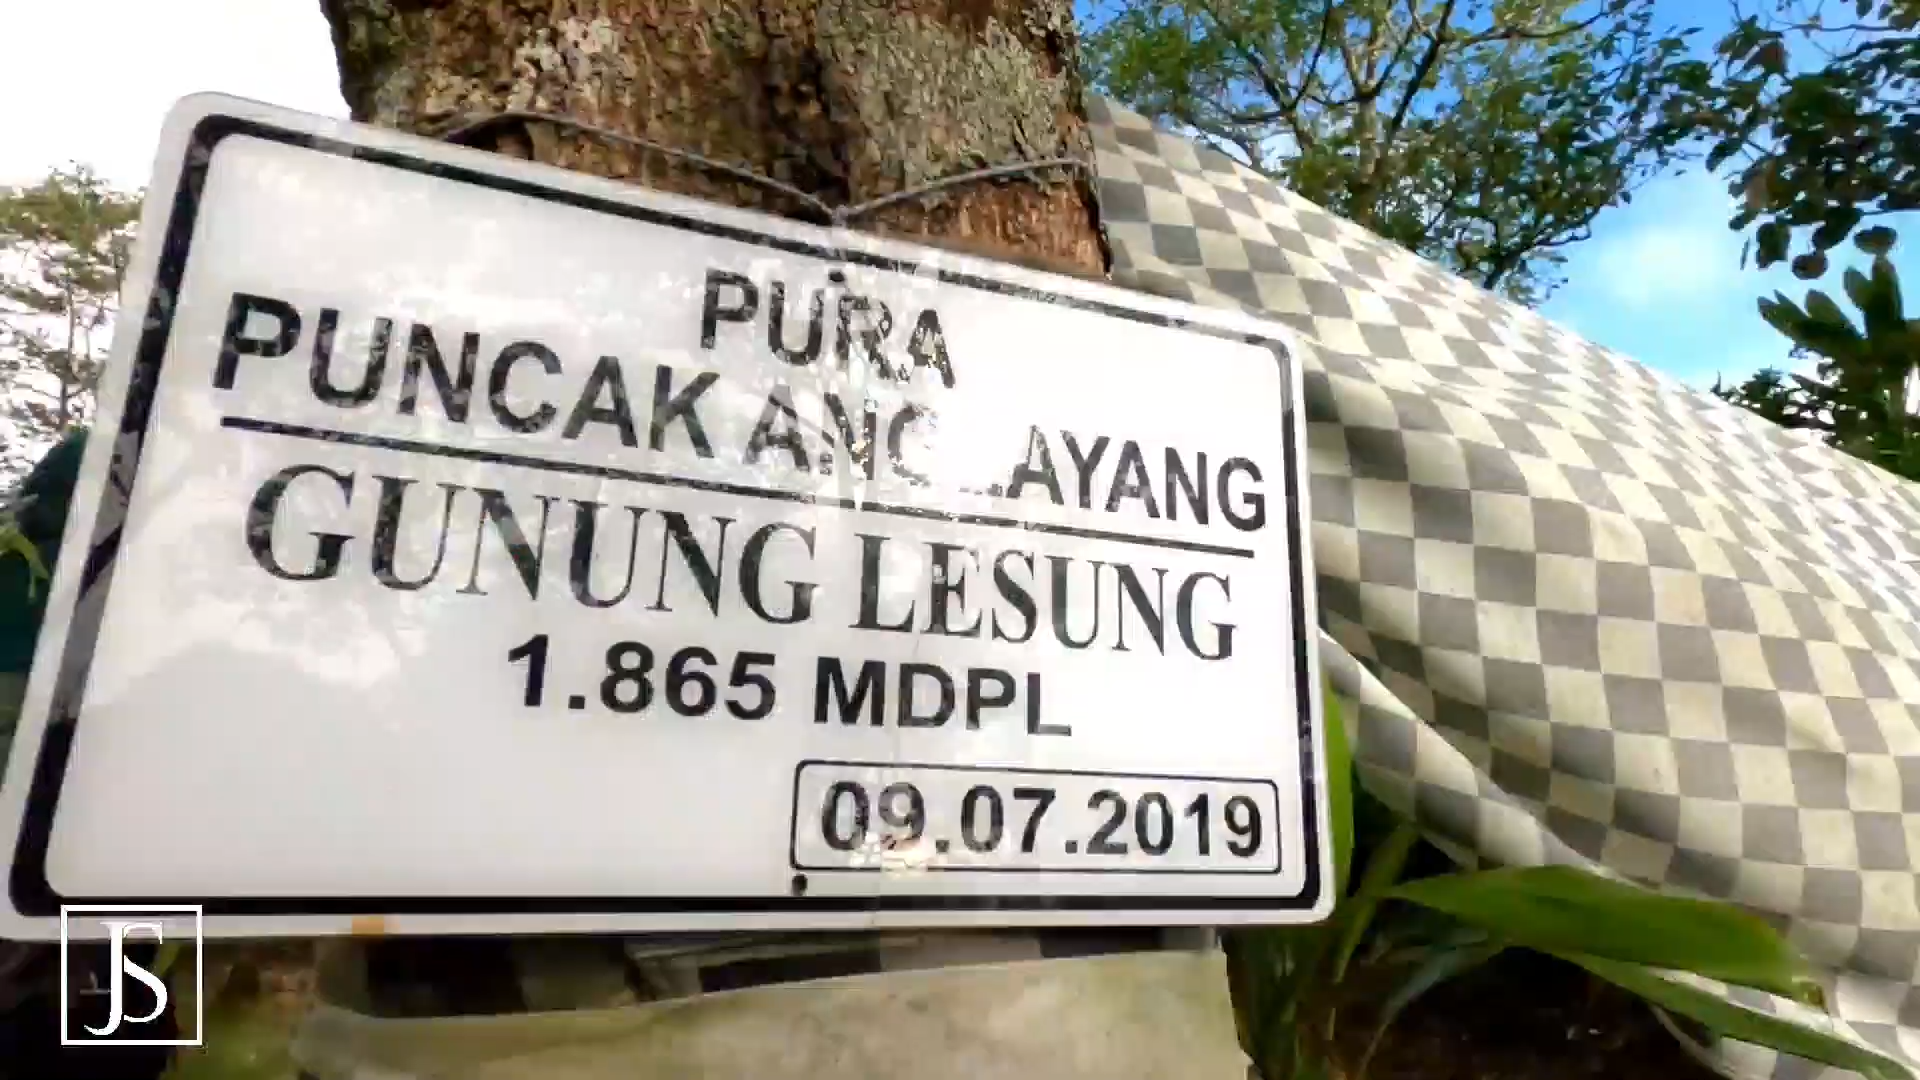 PURA
PUNCAK
GUNUNG LESUNG
1.865 MDPL
09.07.2019
JS